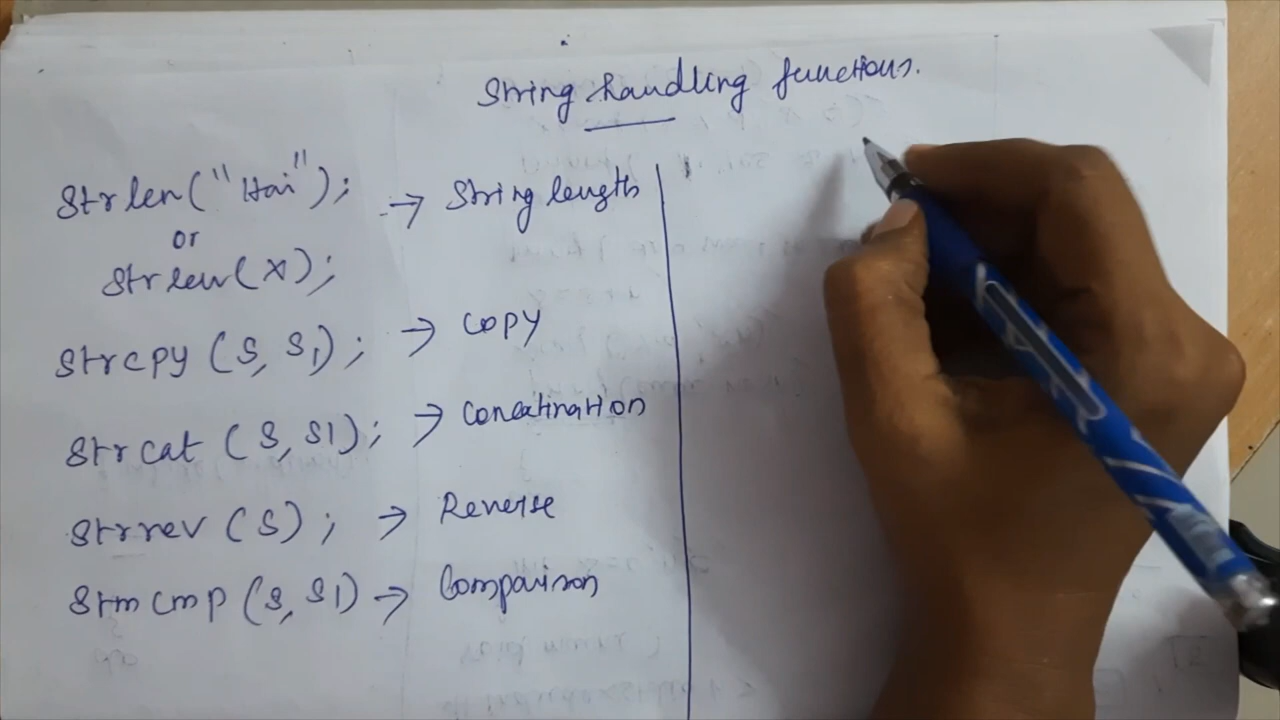 String handling functions.
Strlen("Hai"); → String length
or
Strlen(X);
Strcpy (S, S1); → Copy
Strcat (S, S1); → Concatination
Strrev (S); → Reverse
Stmcmp (S, S1) → Comparison